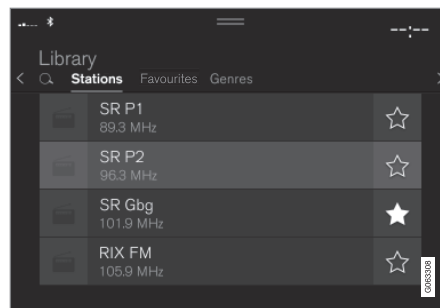 --:--
Library
Stations Favourites Genres
SR P1
89.3 MHz
SR P2
96.3 MHz
SR Gbg
101.9 MHz
RIX FM
105.9 MHz
G063308